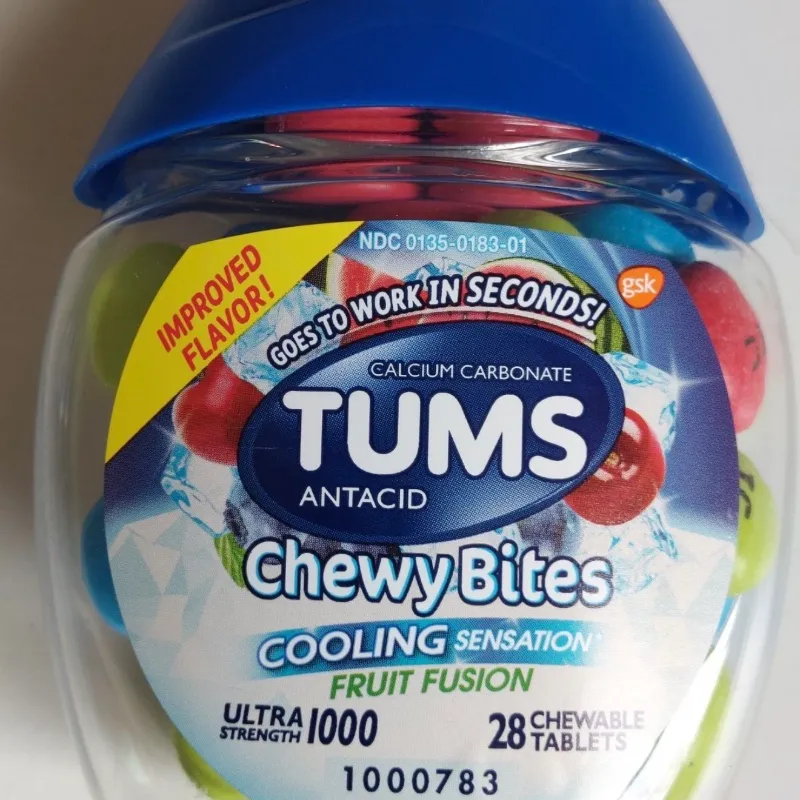 NDC 0135-0183-01
IMPROVED
FLAVOR!
GOES TO WORK IN SECONDS!
gsk
CALCIUM CARBONATE
TUMS
ANTACID
Chewy Bites
COOLING SENSATION*
FRUIT FUSION
ULTRA
STRENGTH 1000
28 CHEWABLE
TABLETS
1000783